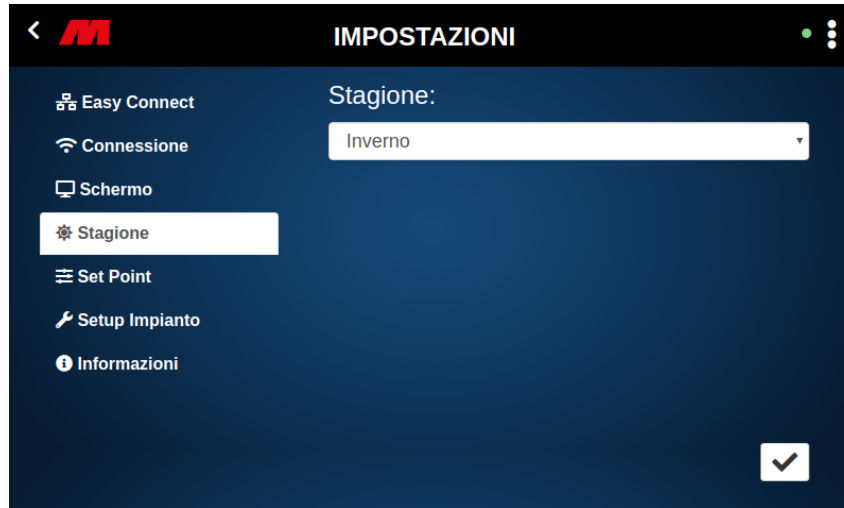 IMPOSTAZIONI
Easy Connect
Connessione
Schermo
Stagione
Set Point
Setup Impianto
Informazioni
Stagione:
Inverno